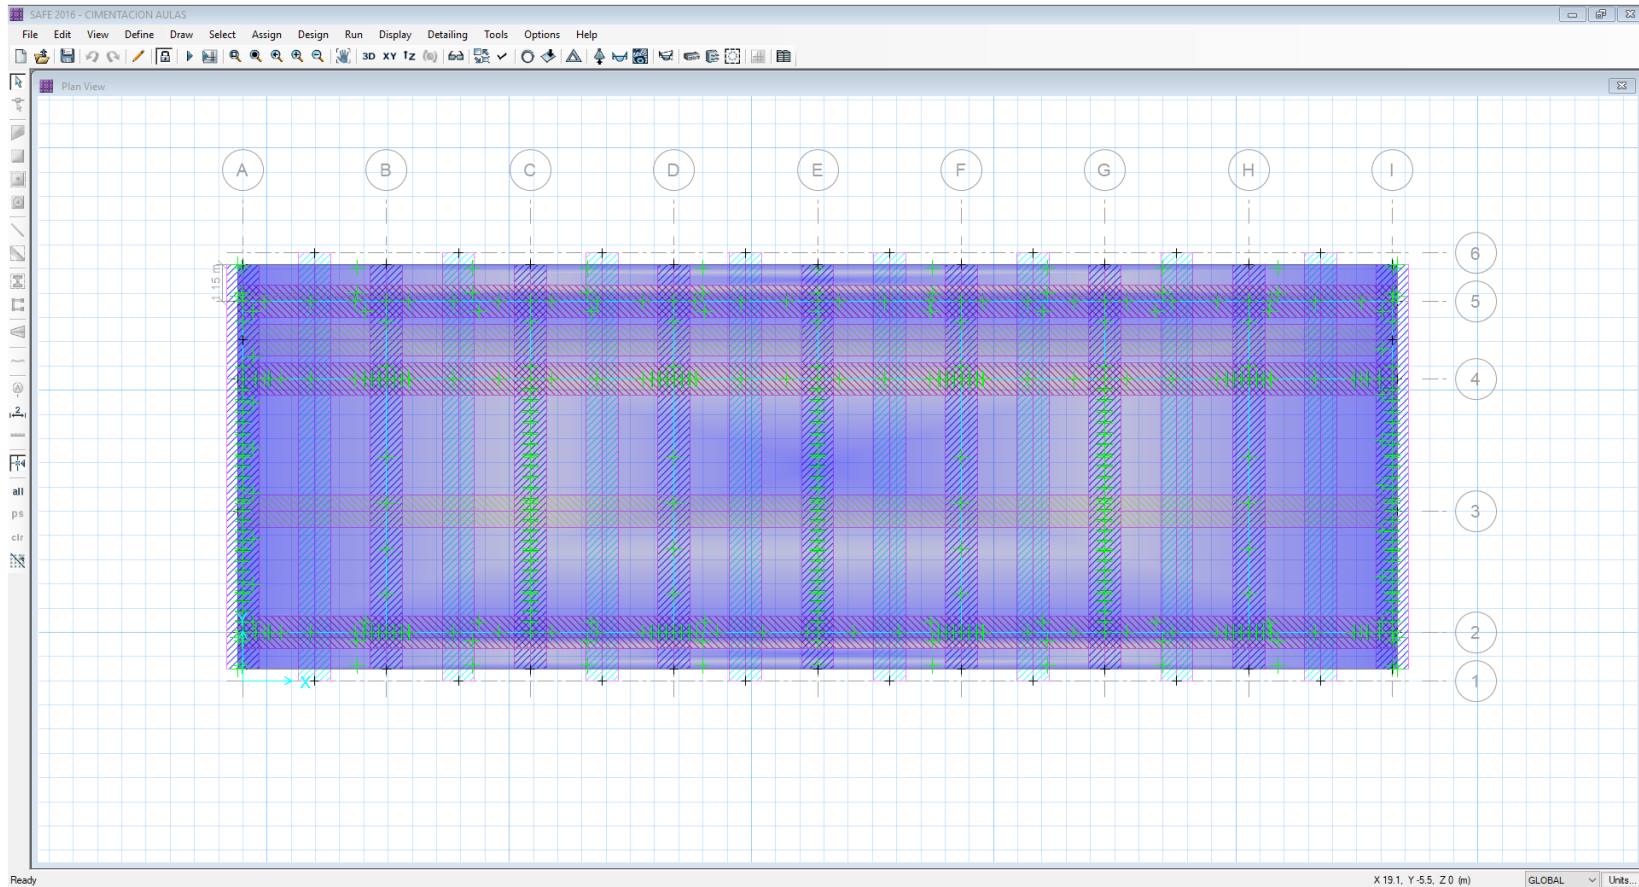 SAFE 2016 - CIMENTACION AULAS
File Edit View Define Draw Select Assign Design Run Display Detailing Tools Options Help
3D XY
Plan View
A B C D E F G H I
6
1.15 m
5
4
3
all
ps
clr
2
X
1
Ready
X 19.1, Y -5.5, Z 0 (m)
GLOBAL
Units...